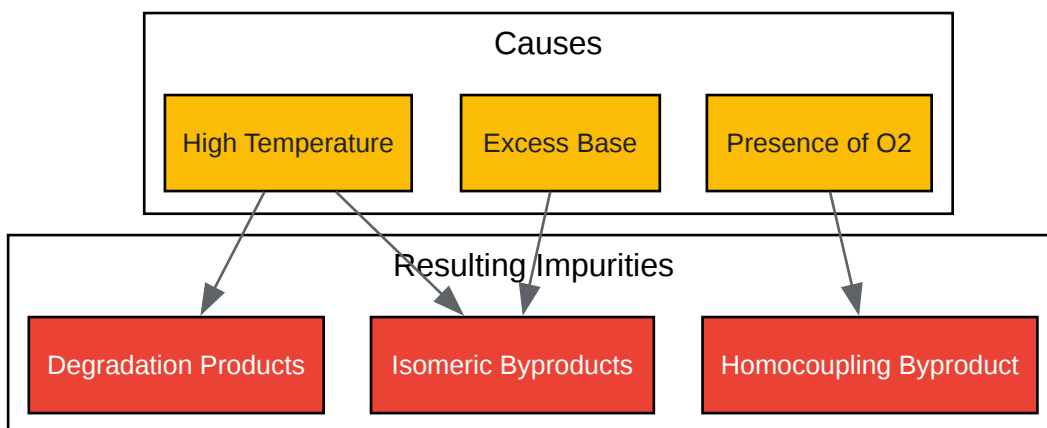 Causes
High Temperature
Excess Base
Presence of O2
Resulting Impurities
Degradation Products
Isomeric Byproducts
Homocoupling Byproduct